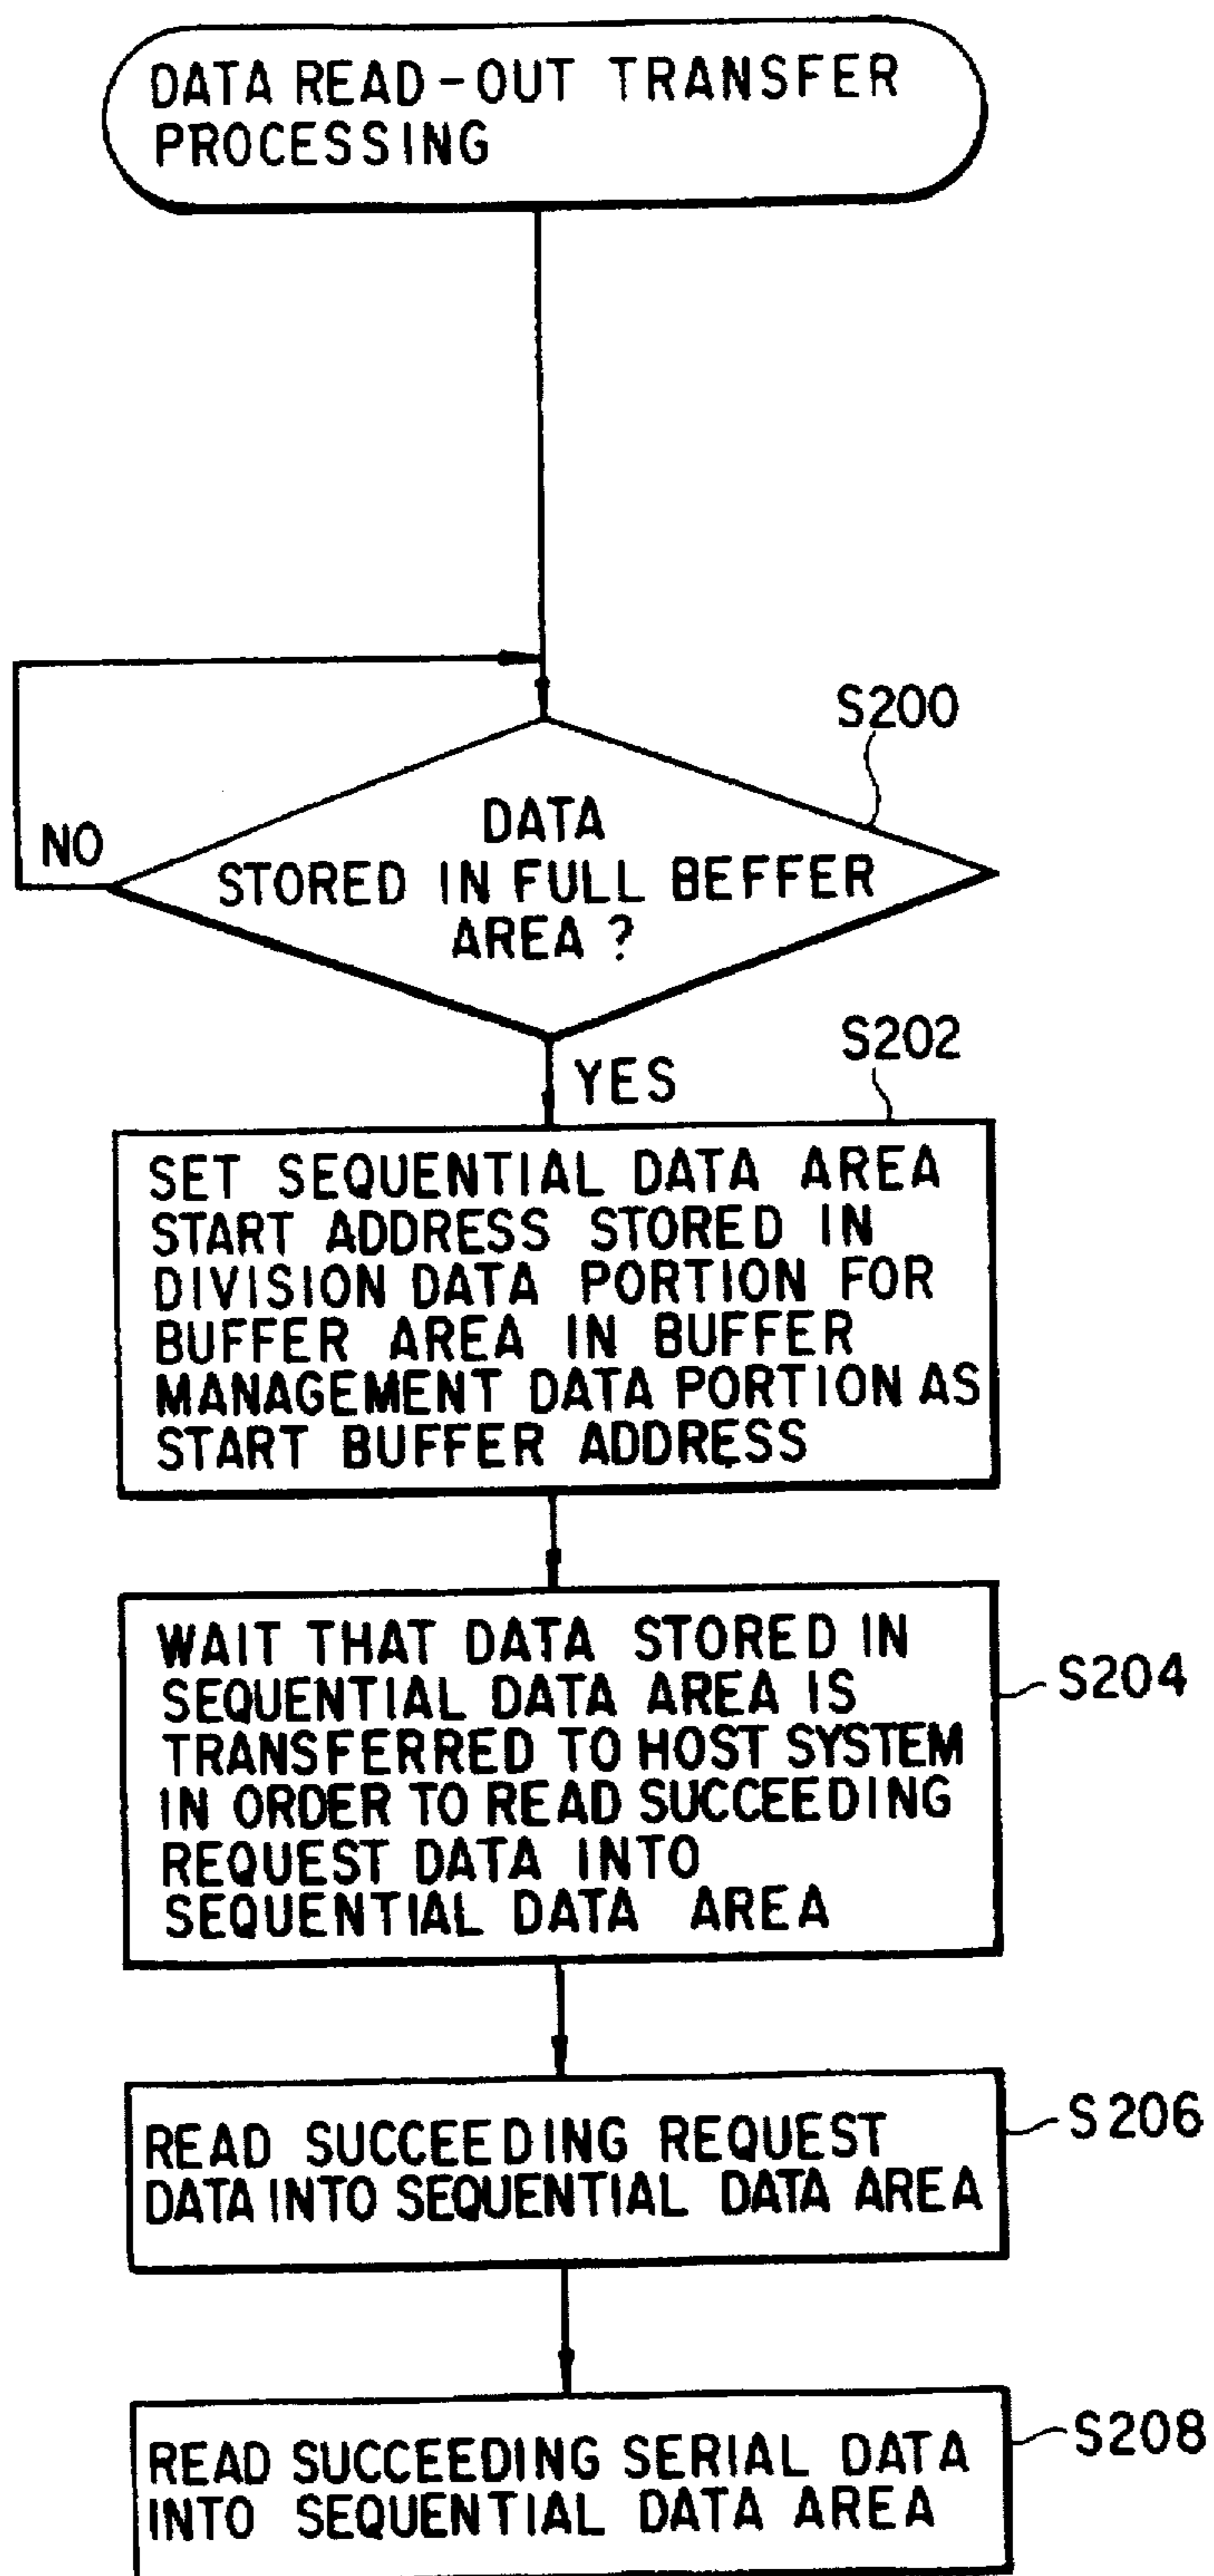 DATA READ-OUT TRANSFER
PROCESSING
S200
DATA
STORED IN FULL BEFFER
AREA ?
NO
YES
S202
SET SEQUENTIAL DATA AREA
START ADDRESS STORED IN
DIVISION DATA PORTION FOR
BUFFER AREA IN BUFFER
MANAGEMENT DATA PORTION AS
START BUFFER ADDRESS
WAIT THAT DATA STORED IN
SEQUENTIAL DATA AREA IS
TRANSFERRED TO HOST SYSTEM
IN ORDER TO READ SUCCEEDING
REQUEST DATA INTO
SEQUENTIAL DATA AREA
S204
READ SUCCEEDING REQUEST
DATA INTO SEQUENTIAL DATA AREA
S206
READ SUCCEEDING SERIAL DATA
INTO SEQUENTIAL DATA AREA
S208